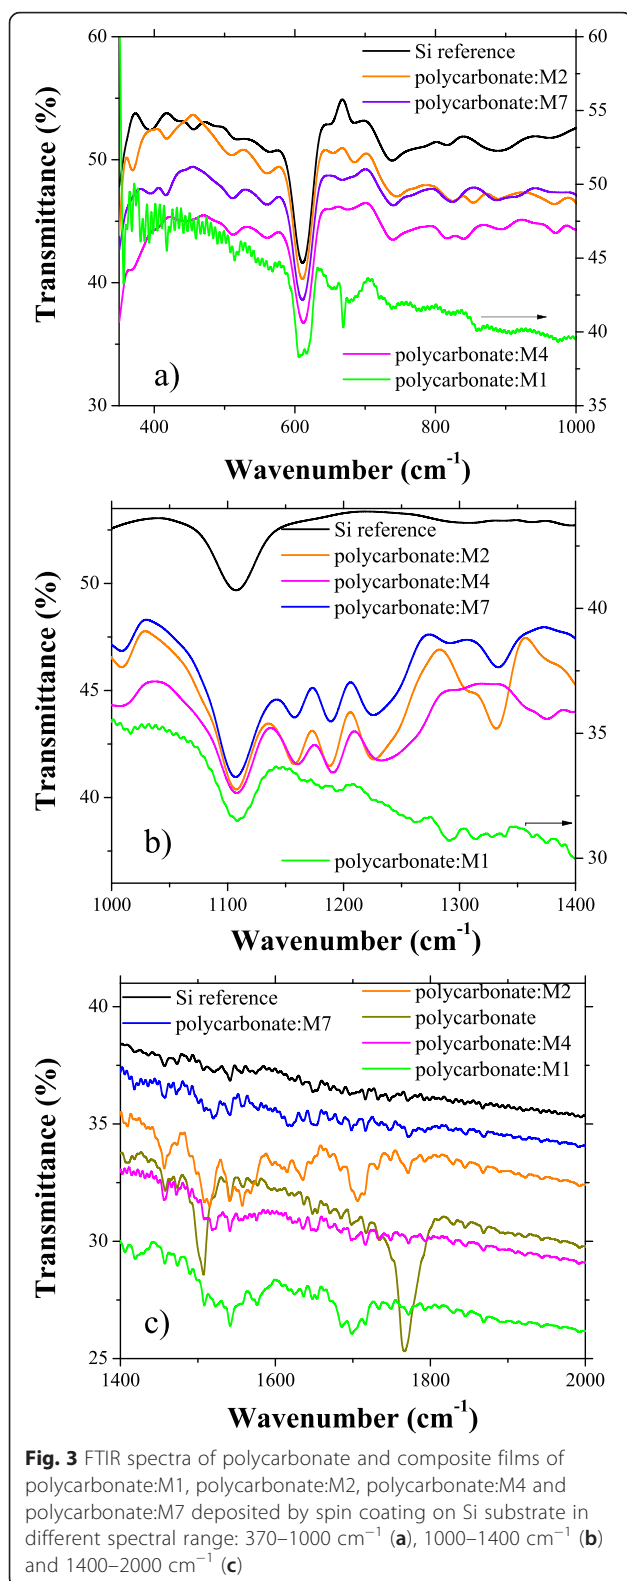 60
50
40
30
Transmittance (%)
Si reference
polycarbonate:M2
polycarbonate:M7
polycarbonate:M4
polycarbonate:M1
a)
60
55
50
45
40
35
400 600 800 1000
Wavenumber (cm-1)
50
45
40
Transmittance (%)
Si reference
polycarbonate:M2
polycarbonate:M4
polycarbonate:M7
b)
polycarbonate:M1
40
35
30
1000 1100 1200 1300 1400
Wavenumber (cm-1)
40
35
30
25
Transmittance (%)
Si reference
polycarbonate:M7
polycarbonate:M2
polycarbonate
polycarbonate:M4
polycarbonate:M1
c)
1400 1600 1800 2000
Wavenumber (cm-1)
Fig. 3 FTIR spectra of polycarbonate and composite films of
polycarbonate:M1, polycarbonate:M2, polycarbonate:M4 and
polycarbonate:M7 deposited by spin coating on Si substrate in
different spectral range: 370–1000 cm−1 (a), 1000–1400 cm−1 (b)
and 1400–2000 cm−1 (c)